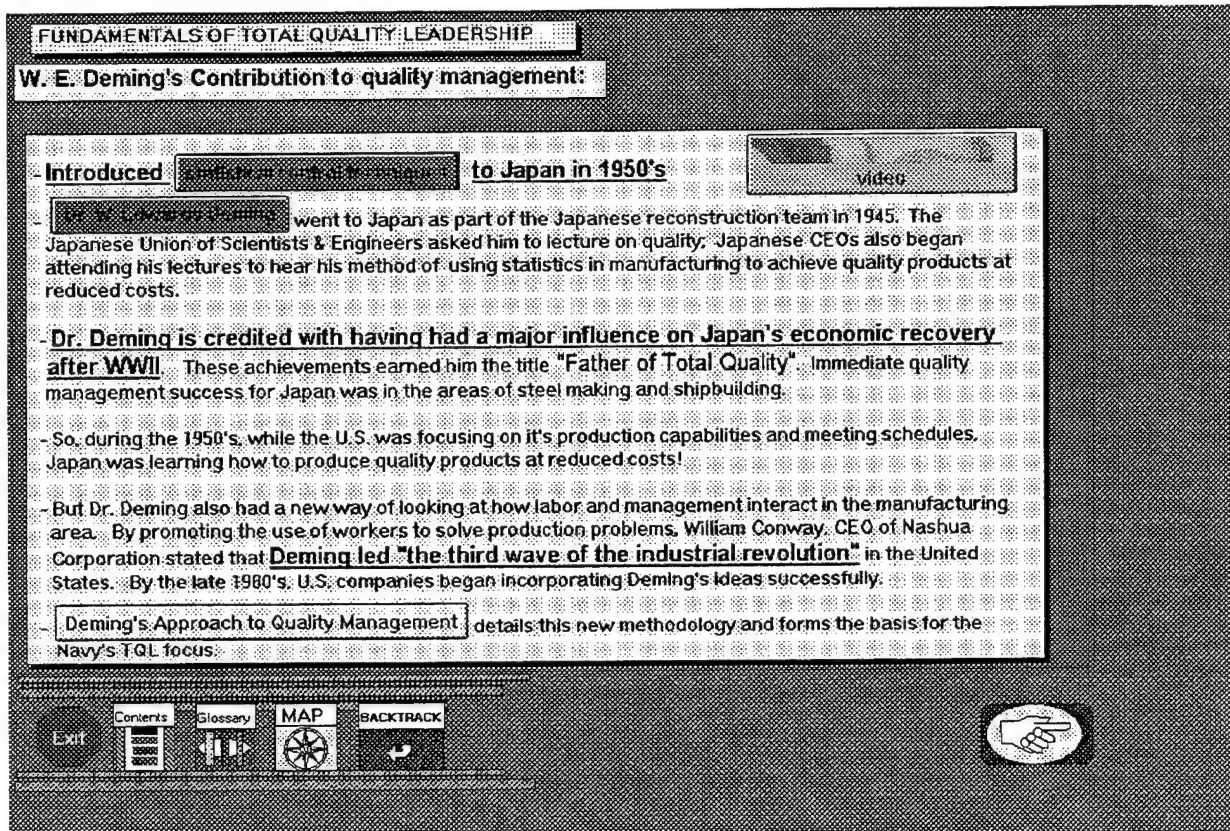 FUNDAMENTALS OF TOTAL QUALITY LEADERSHIP
W. E. Deming's Contribution to quality management:
- Introduced control techniques to Japan in 1950's
video
- Dr. W. Edwards Deming went to Japan as part of the Japanese reconstruction team in 1945. The
Japanese Union of Scientists & Engineers asked him to lecture on quality; Japanese CEOs also began
attending his lectures to hear his method of using statistics in manufacturing to achieve quality products at
reduced costs.
- Dr. Deming is credited with having had a major influence on Japan's economic recovery
after WWII. These achievements earned him the title "Father of Total Quality". Immediate quality
management success for Japan was in the areas of steel making and shipbuilding.
- So, during the 1950's, while the U.S. was focusing on it's production capabilities and meeting schedules,
Japan was learning how to produce quality products at reduced costs!
- But Dr. Deming also had a new way of looking at how labor and management interact in the manufacturing
area. By promoting the use of workers to solve production problems, William Conway, CEO of Nashua
Corporation stated that Deming led "the third wave of the industrial revolution" in the United
States. By the late 1980's, U.S. companies began incorporating Deming's ideas successfully.
- Deming's Approach to Quality Management details this new methodology and forms the basis for the
Navy's TQL focus.
Exit
Contents
Glossary
MAP
BACKTRACK